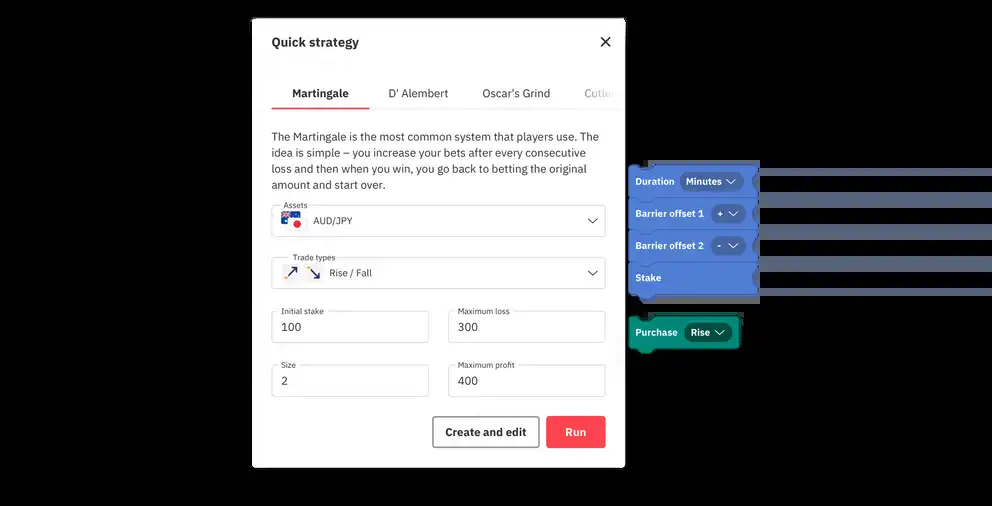 Quick strategy
Martingale
D' Alembert
Oscar's Grind
The Martingale is the most common system that players use. The
idea is simple – you increase your bets after every consecutive
loss and then when you win, you go back to betting the original
amount and start over.
Assets
AUD/JPY
Trade types
Rise / Fall
Initial stake
100
Maximum loss
300
Size
2
Maximum profit
400
Create and edit
Run
Duration Minutes
Barrier offset 1 +
Barrier offset 2 -
Stake
Purchase Rise